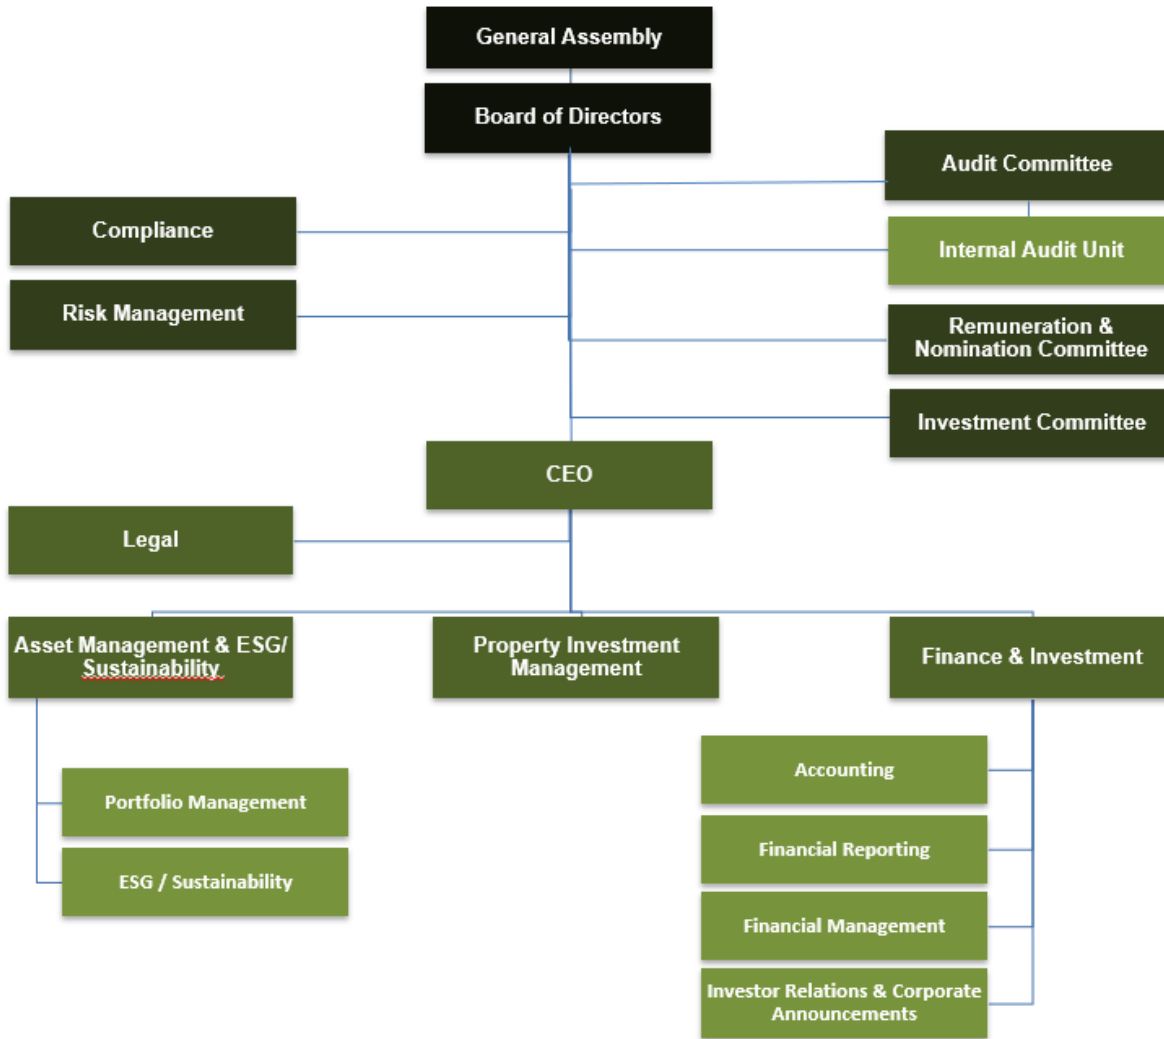 General Assembly
Board of Directors
Audit Committee
Compliance
Internal Audit Unit
Risk Management
Remuneration &
Nomination Committee
Investment Committee
CEO
Legal
Asset Management & ESG/
Sustainability
Property Investment
Management
Finance & Investment
Accounting
Portfolio Management
Financial Reporting
ESG / Sustainability
Financial Management
Investor Relations & Corporate
Announcements